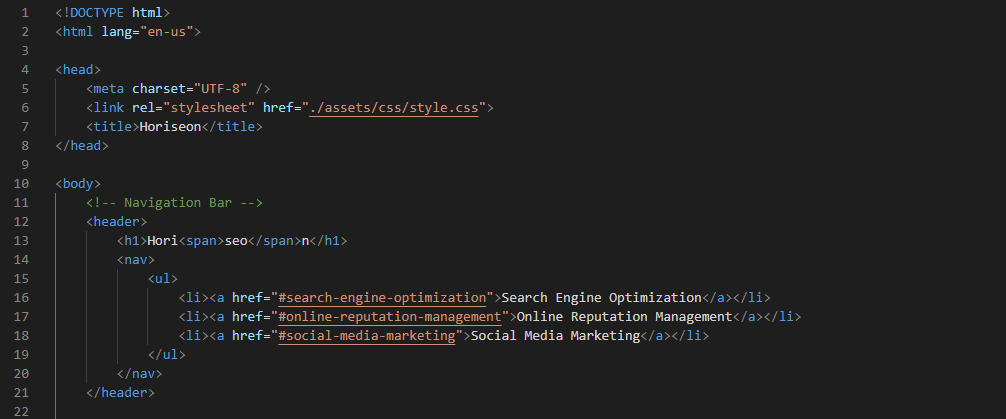 1 <!DOCTYPE html>
2 <html lang="en-us">
3
4 <head>
5     <meta charset="UTF-8" />
6     <link rel="stylesheet" href="./assets/css/style.css">
7     <title>Horiseon</title>
8 </head>
9
10 <body>
11     <!-- Navigation Bar -->
12     <header>
13         <h1>Hori<span>seo</span>n</h1>
14         <nav>
15             <ul>
16                 <li><a href="#search-engine-optimization">Search Engine Optimization</a></li>
17                 <li><a href="#online-reputation-management">Online Reputation Management</a></li>
18                 <li><a href="#social-media-marketing">Social Media Marketing</a></li>
19             </ul>
20         </nav>
21     </header>
22